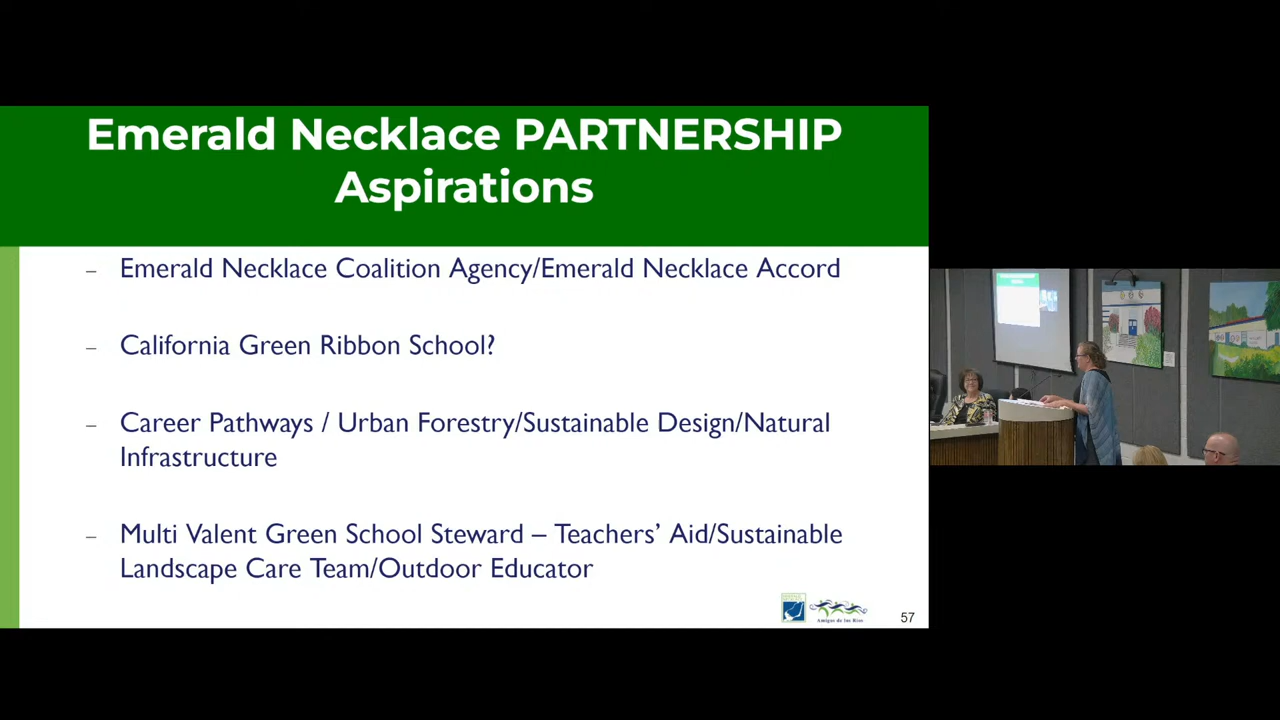 Emerald Necklace PARTNERSHIP
Aspirations
– Emerald Necklace Coalition Agency/Emerald Necklace Accord
– California Green Ribbon School?
– Career Pathways / Urban Forestry/Sustainable Design/Natural
Infrastructure
– Multi Valent Green School Steward – Teachers’ Aid/Sustainable
Landscape Care Team/Outdoor Educator
Amigos de los Rios
57